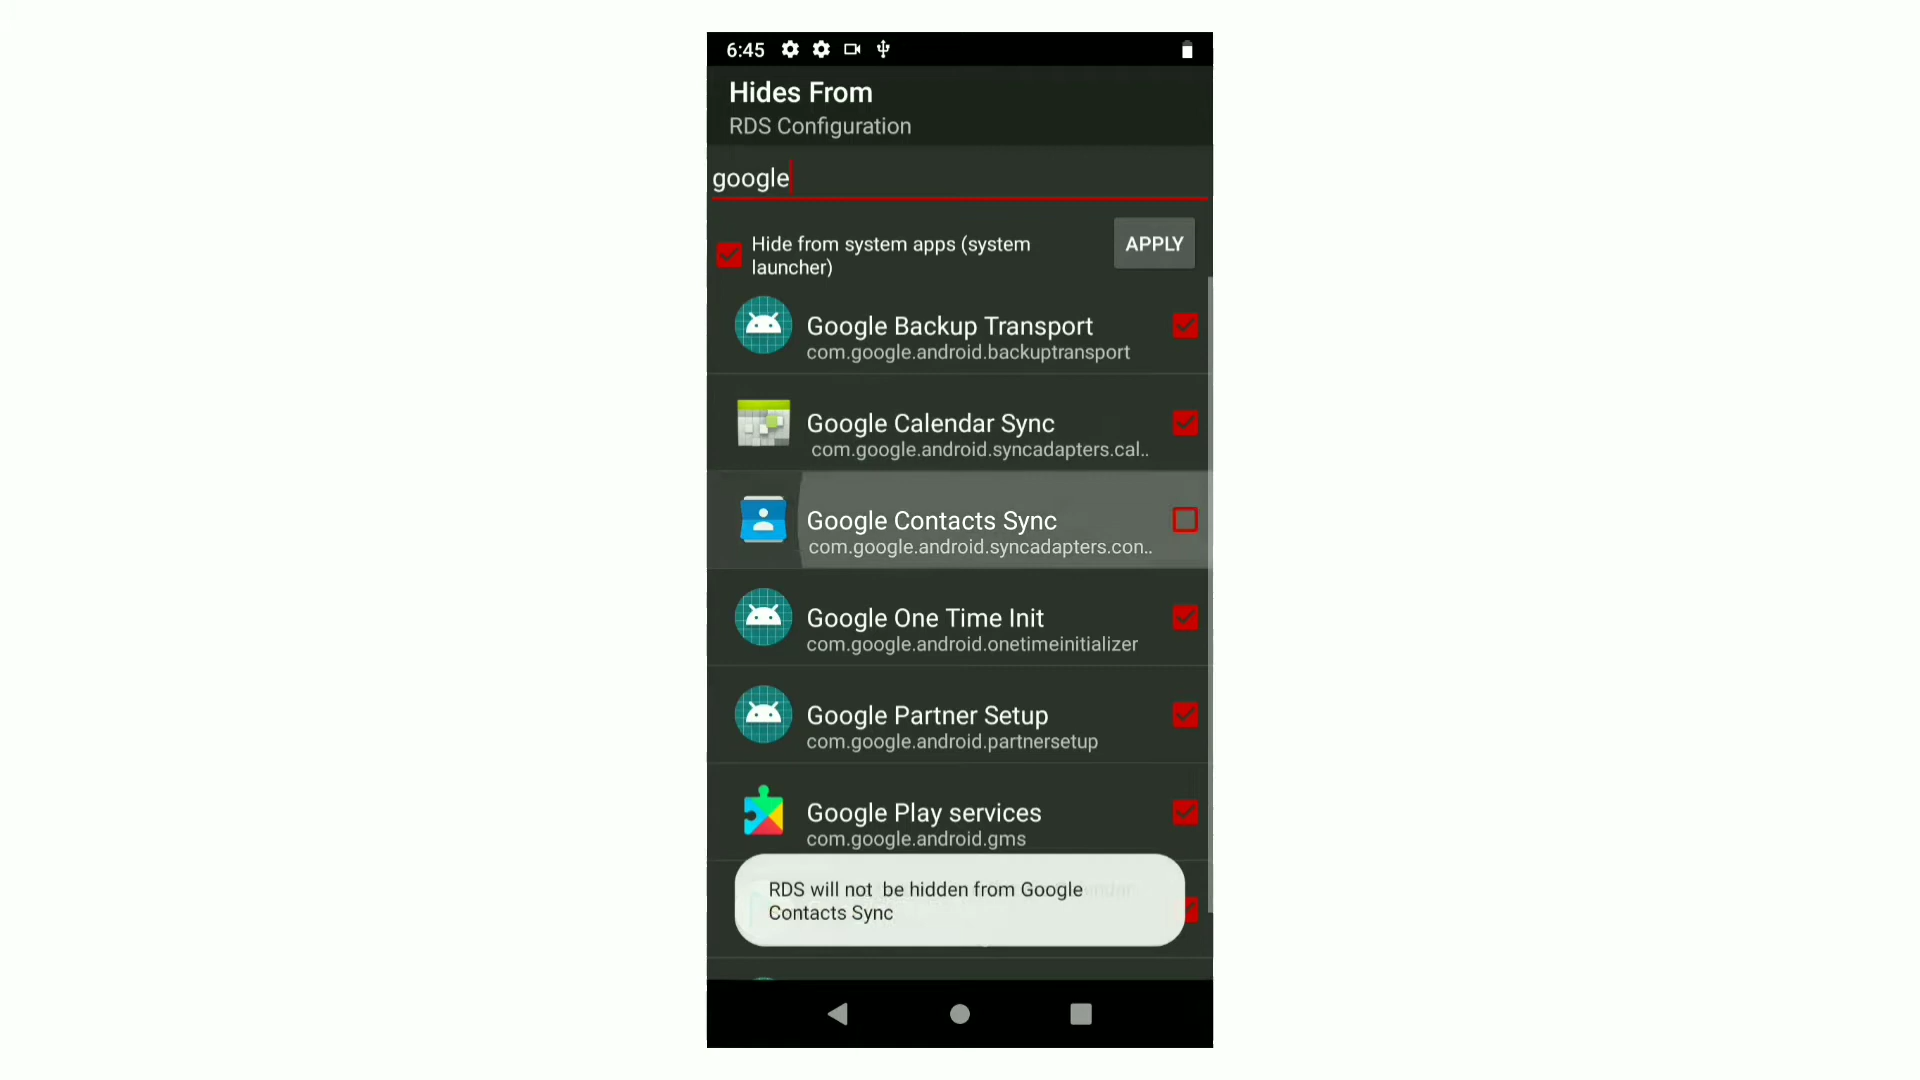 6:45
Hides From
RDS Configuration
google
Hide from system apps (system
launcher)
APPLY
Google Backup Transport
com.google.android.backuptransport
Google Calendar Sync
com.google.android.syncadapters.cal..
Google Contacts Sync
com.google.android.syncadapters.con..
Google One Time Init
com.google.android.onetimeinitializer
Google Partner Setup
com.google.android.partnersetup
Google Play services
com.google.android.gms
RDS will not  be hidden from Google
Contacts Sync